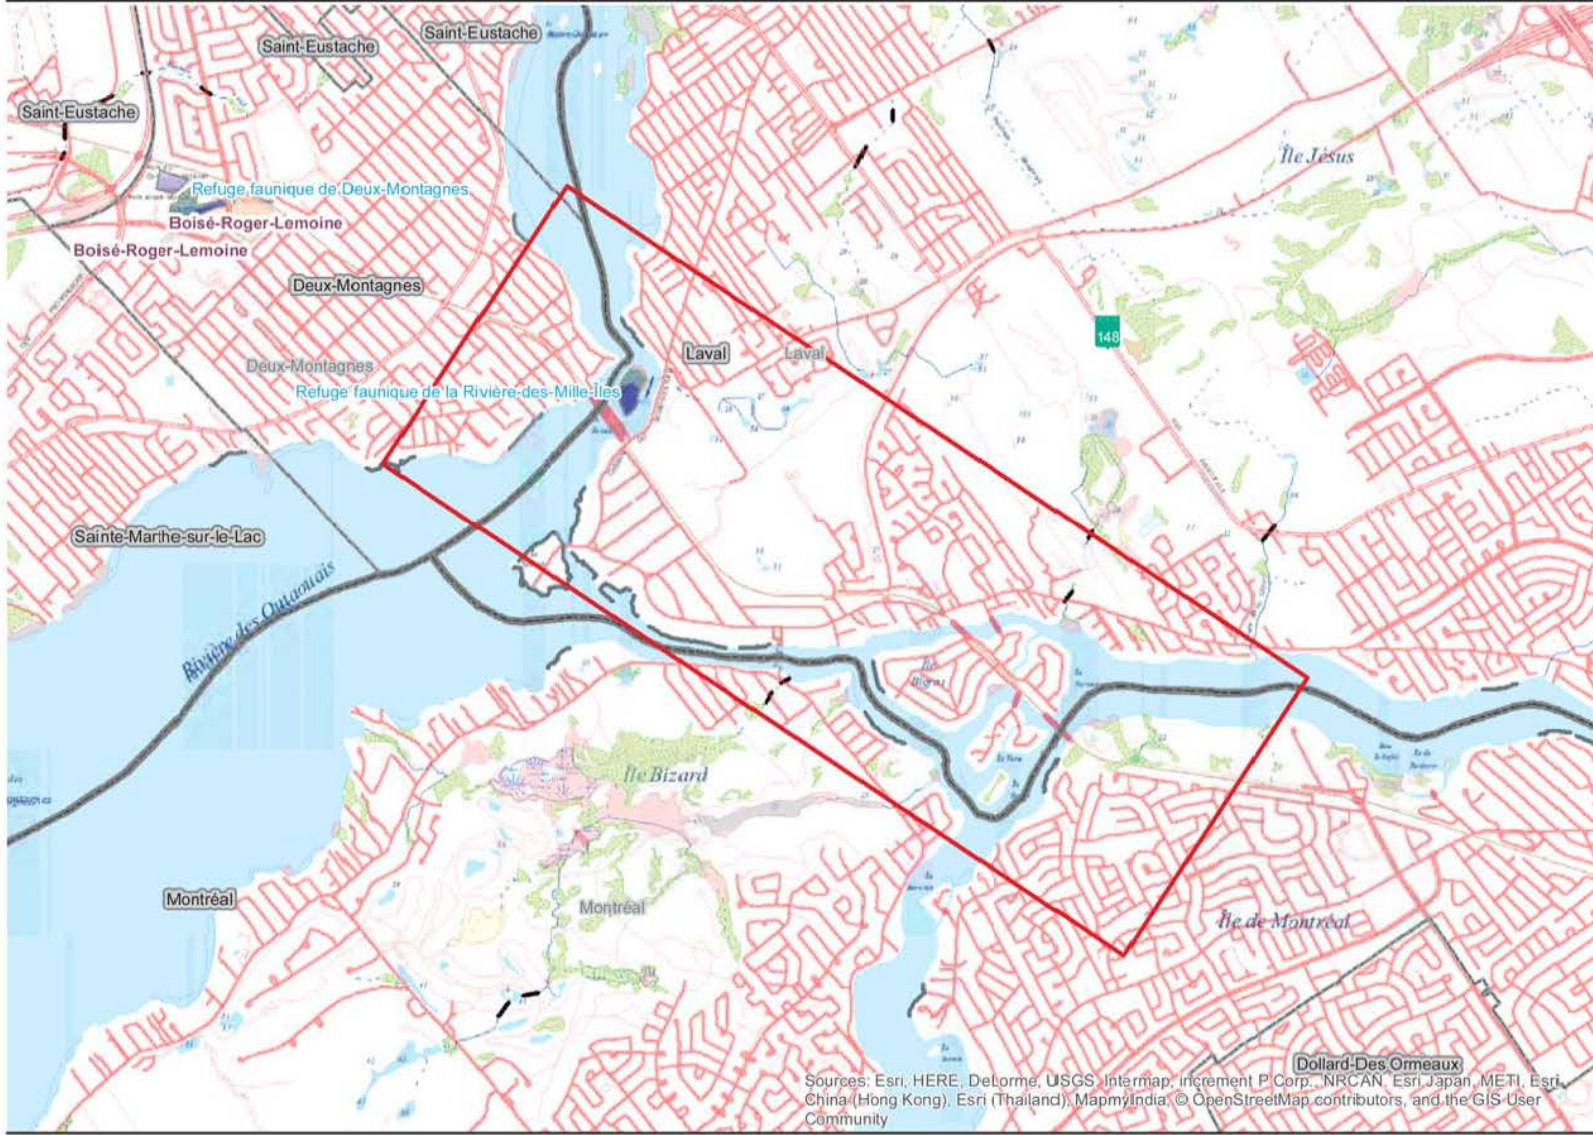 Saint-Eustache
Saint-Eustache
Saint-Eustache
Île Jésus
Refuge faunique de Deux-Montagnes
Boisé-Roger-Lemoine
Boisé-Roger-Lemoine
Deux-Montagnes
148
Laval
Laval
Deux-Montagnes
Refuge faunique de la Rivière-des-Mille-Îles
Sainte-Marthe-sur-le-Lac
Rivière des Outaouais
Île
Bigras
Île Bizard
Montréal
Montréal
Île de Montréal
Dollard-Des Ormeaux
Sources: Esri, HERE, DeLorme, USGS, Intermap, increment P Corp., NRCAN, Esri Japan, METI, Esri
China (Hong Kong), Esri (Thailand), MapmyIndia, © OpenStreetMap contributors, and the GIS User
Community